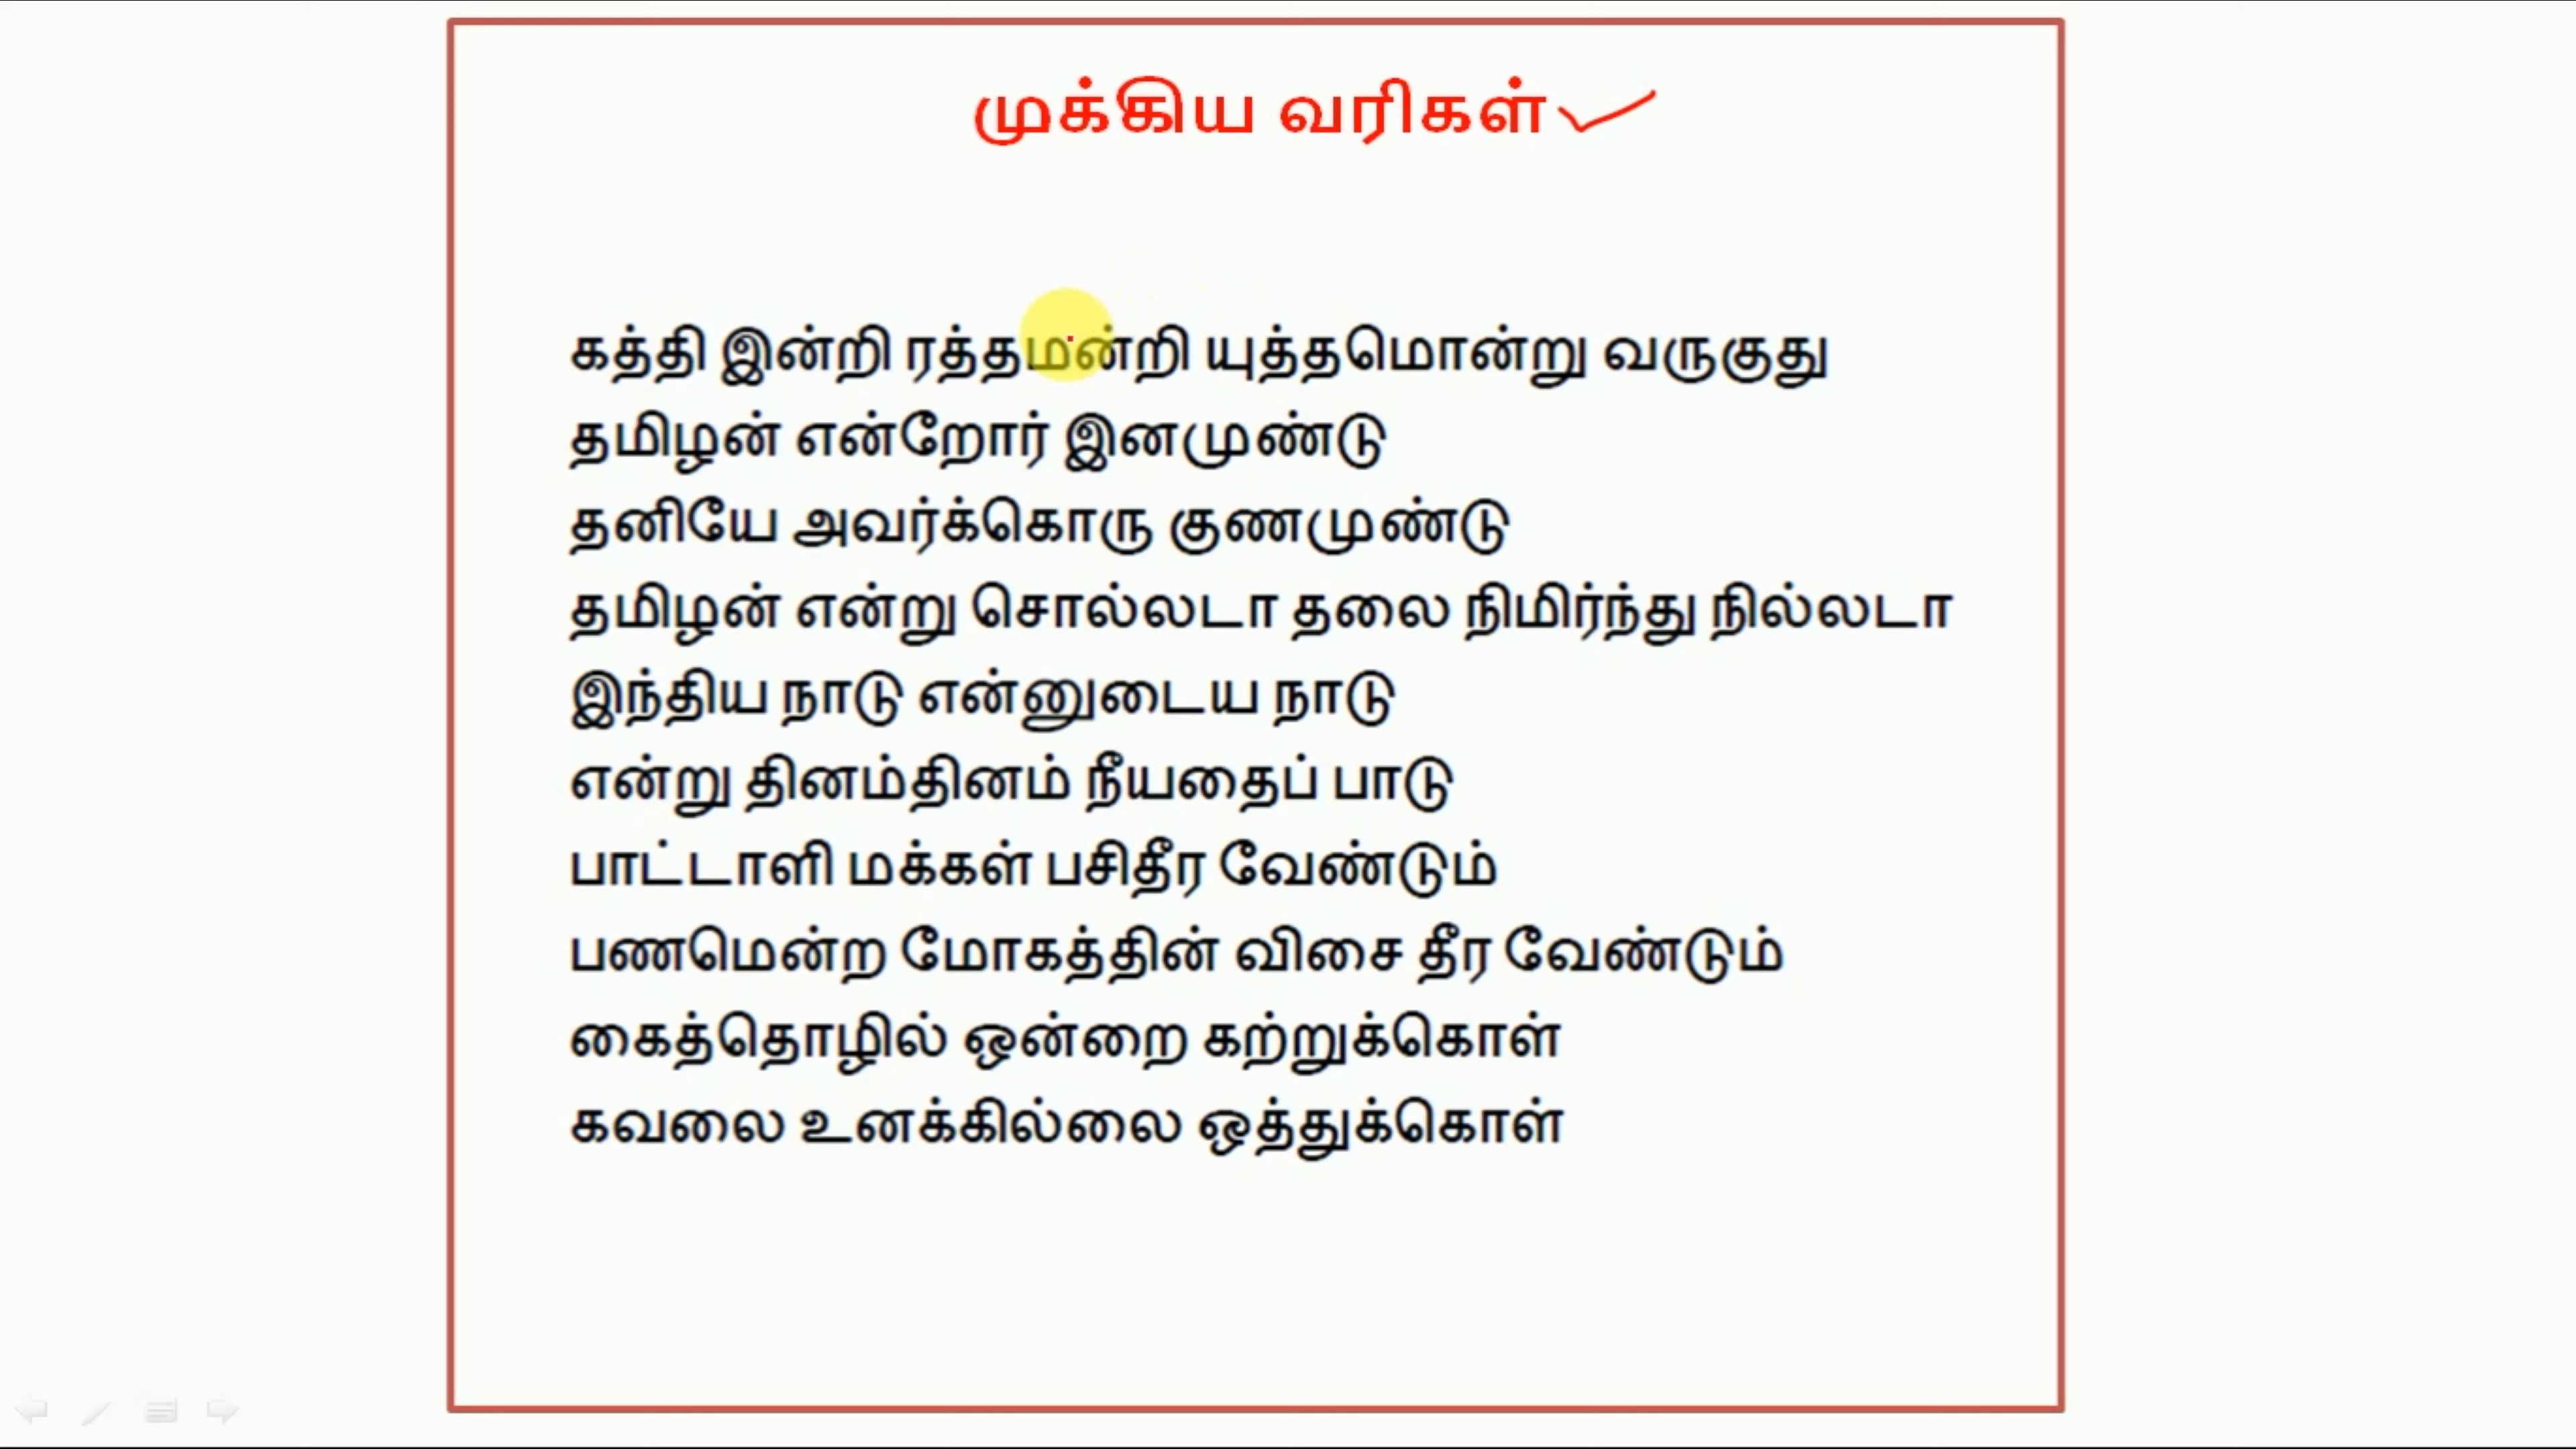 முக்கிய வரிகள்
கத்தி இன்றி ரத்தமன்றி யுத்தமொன்று வருகுது
தமிழன் என்றோர் இனமுண்டு
தனியே அவர்க்கொரு குணமுண்டு
தமிழன் என்று சொல்லடா தலை நிமிர்ந்து நில்லடா
இந்திய நாடு என்னுடைய நாடு
என்று தினம்தினம் நீயதைப் பாடு
பாட்டாளி மக்கள் பசிதீர வேண்டும்
பணமென்ற மோகத்தின் விசை தீர வேண்டும்
கைத்தொழில் ஒன்றை கற்றுக்கொள்
கவலை உனக்கில்லை ஒத்துக்கொள்